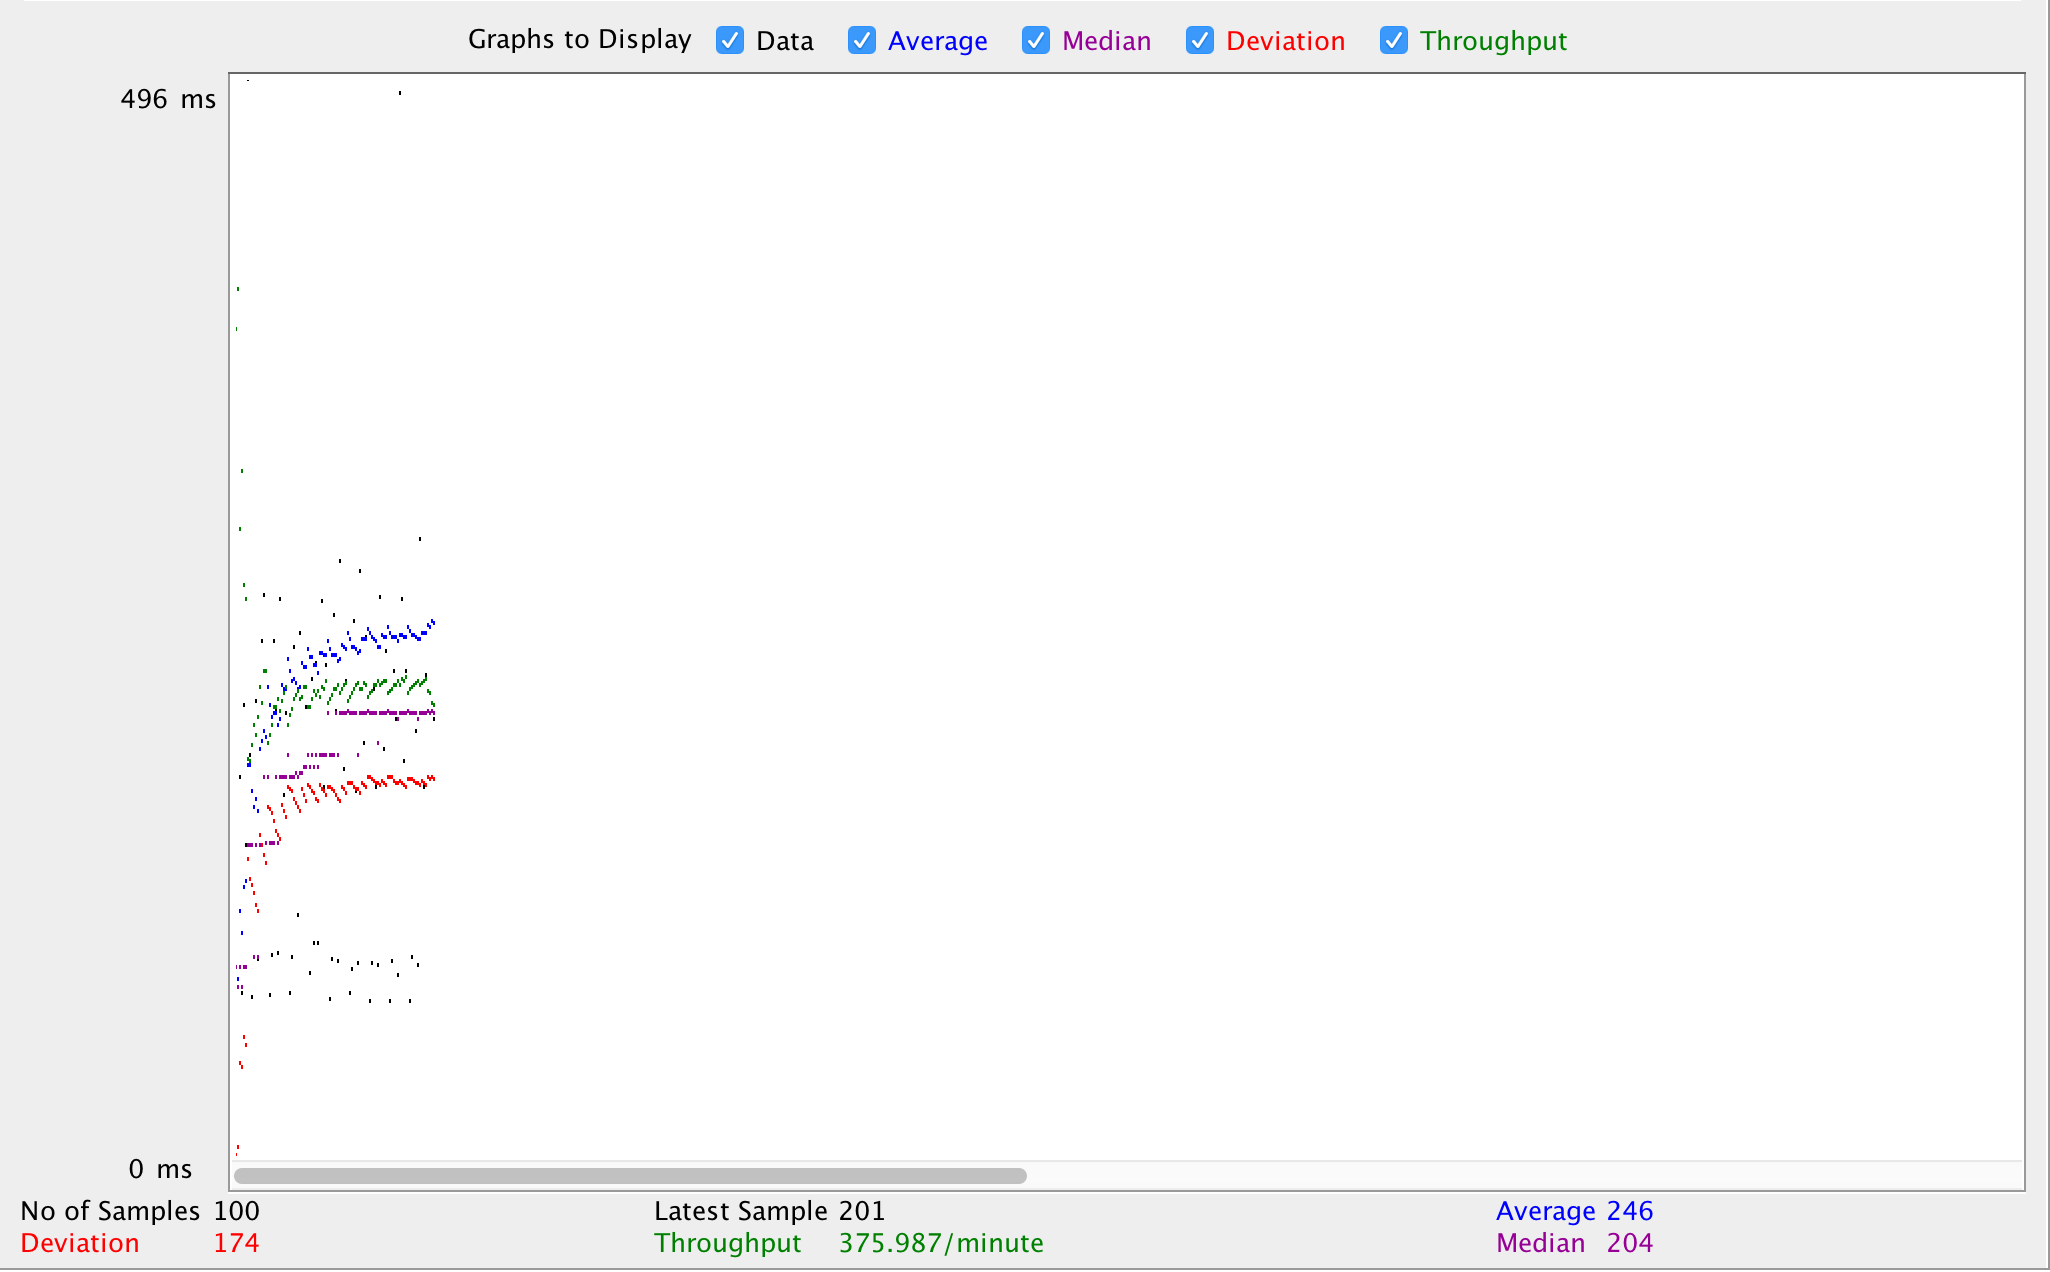 Graphs to Display Data Average Median Deviation Throughput
496 ms
0 ms
No of Samples 100 Latest Sample 201 Average 246
Deviation 174 Throughput 375.987/minute Median 204